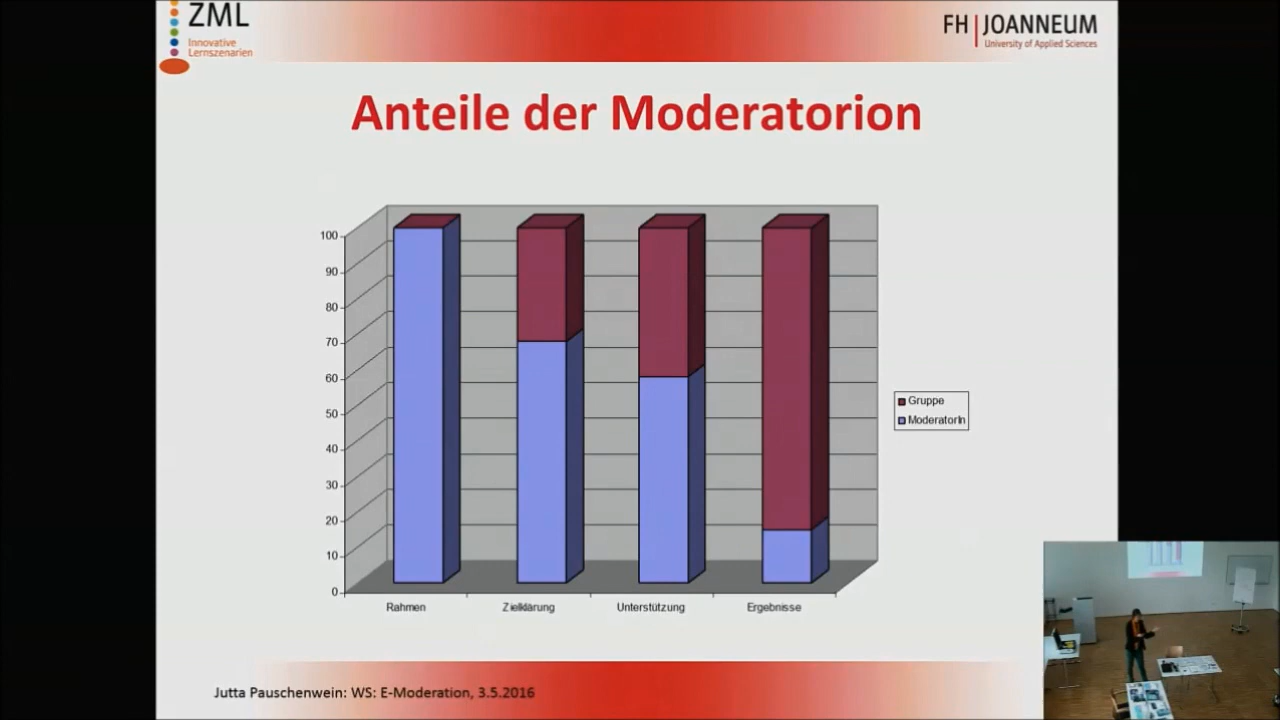 ZML
Innovative
Lernszenarien
FH | JOANNEUM
University of Applied Sciences
Anteile der Moderatorion
100
90
80
70
60
50
40
30
20
10
0
Rahmen
Zielklärung
Unterstützung
Ergebnisse
Gruppe
ModeratorIn
Jutta Pauschenwein: WS: E-Moderation, 3.5.2016